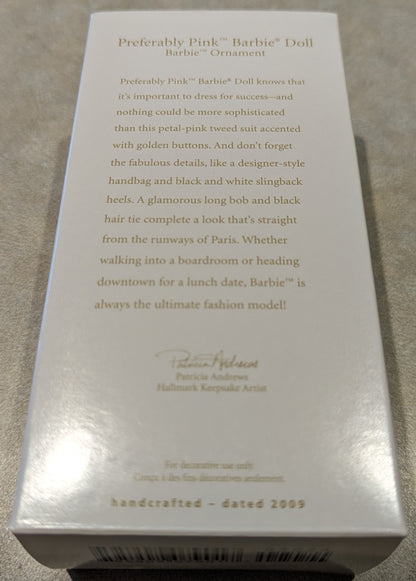 Preferably Pink™ Barbie® Doll
Barbie™ Ornament
Preferably Pink™ Barbie® Doll knows that
it's important to dress for success—and
nothing could be more sophisticated
than this petal-pink tweed suit accented
with golden buttons. And don't forget
the fabulous details, like a designer-style
handbag and black and white slingback
heels. A glamorous long bob and black
hair tie complete a look that's straight
from the runways of Paris. Whether
walking into a boardroom or heading
downtown for a lunch date, Barbie™ is
always the ultimate fashion model!
Patricia Andrews
Patricia Andrews
Hallmark Keepsake Artist
For decorative use only.
Conçu à des fins décoratives seulement.
handcrafted – dated 2009